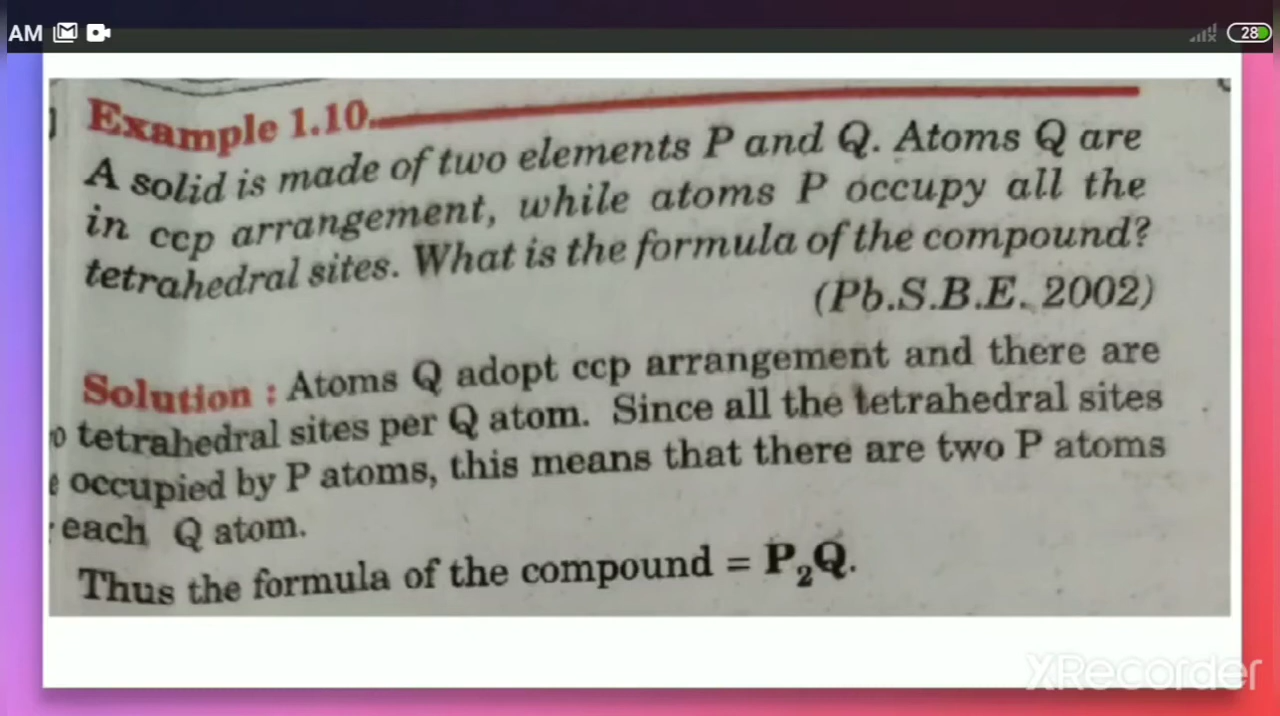 AM
28
Example 1.10.
A solid is made of two elements P and Q. Atoms Q are
in ccp arrangement, while atoms P occupy all the
tetrahedral sites. What is the formula of the compound?
(Pb.S.B.E. 2002)
Solution : Atoms Q adopt ccp arrangement and there are
tetrahedral sites per Q atom. Since all the tetrahedral sites
occupied by P atoms, this means that there are two P atoms
each Q atom.
Thus the formula of the compound = P₂Q.
XRecorder